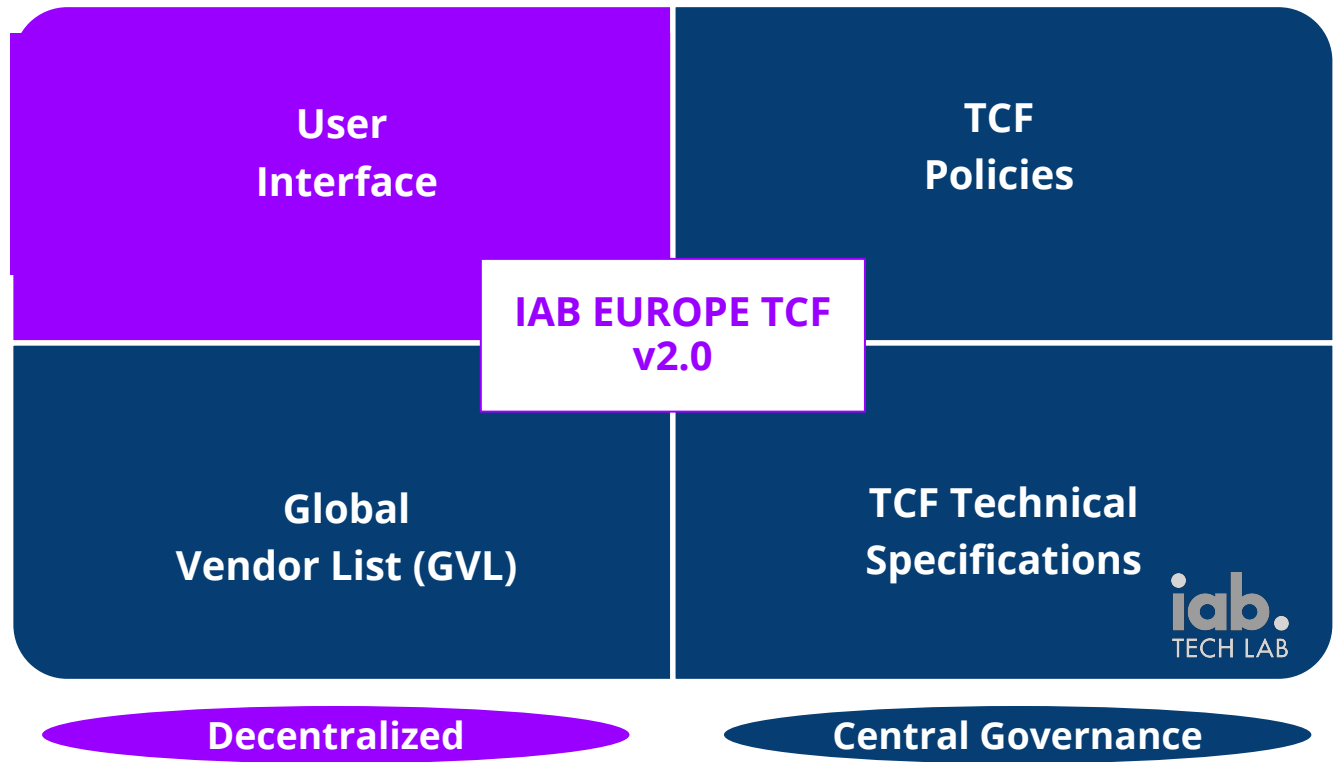 User
Interface
TCF
Policies
IAB EUROPE TCF
v2.0
Global
Vendor List (GVL)
TCF Technical
Specifications
iab.
TECH LAB
Decentralized
Central Governance